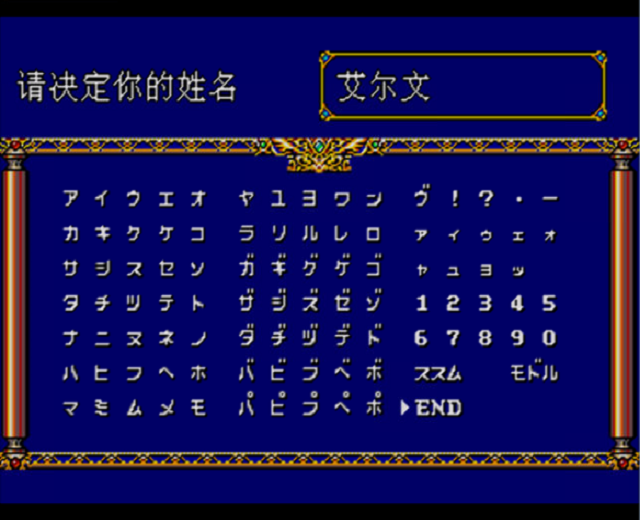 请决定你的姓名 艾尔文
アイウエオ ヤユヨワン ヴ!?・ー
カキクケコ ラリルレロ ァィゥェォ
サシスセソ ガギグゲゴ ャュョッ
タチツテト ザジズゼゾ 12345
ナニヌネノ ダヂヅデド 67890
ハヒフヘホ バビブベボ ススム モドル
マミムメモ パピプペポ ▶END